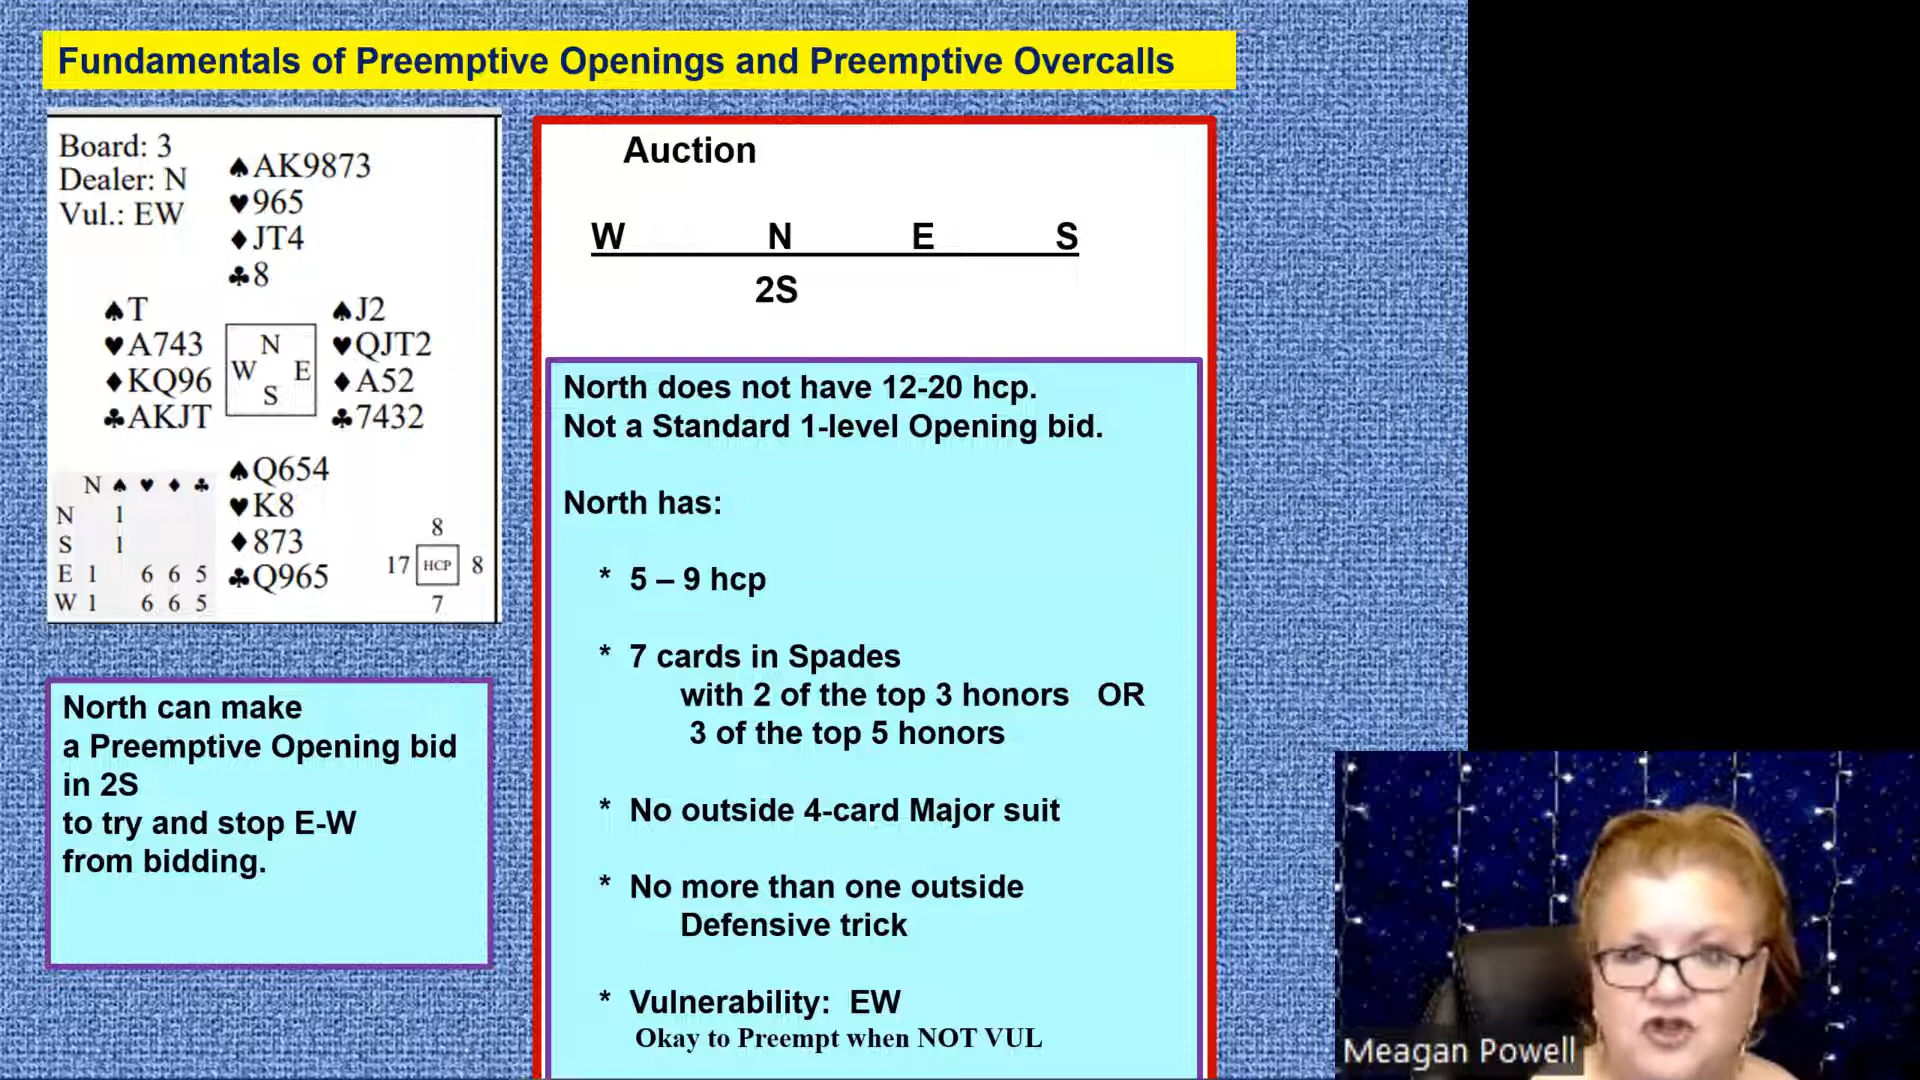 Fundamentals of Preemptive Openings and Preemptive Overcalls
Board: 3
Dealer: N
Vul.: EW
♠AK9873
♥965
♦JT4
♣8
♠T
♥A743
♦KQ96
♣AKJT
N
W E
S
♠J2
♥QJT2
♦A52
♣7432
♠Q654
♥K8
♦873
♣Q965
N ♠ ♥ ♦ ♣
N 1
S 1
E 1 6 6 5
W 1 6 6 5
8
17 HCP 8
7
North can make
a Preemptive Opening bid
in 2S
to try and stop E-W
from bidding.
Auction
W N E S
2S
North does not have 12-20 hcp.
Not a Standard 1-level Opening bid.
North has:
* 5 – 9 hcp
* 7 cards in Spades
with 2 of the top 3 honors OR
3 of the top 5 honors
* No outside 4-card Major suit
* No more than one outside
Defensive trick
* Vulnerability: EW
Okay to Preempt when NOT VUL
Meagan Powell